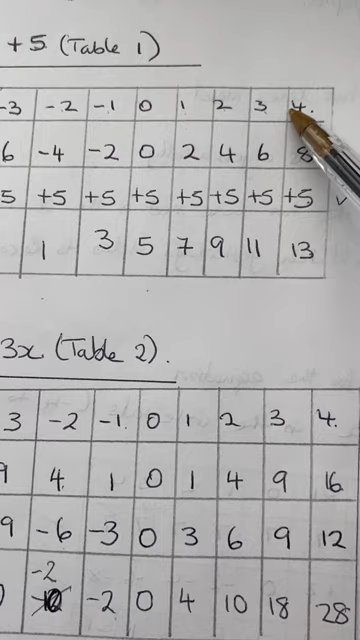 +5 (Table 1)
-3 -2 -1 0 1 2 3 4.
6 -4 -2 0 2 4 6 8
5 +5 +5 +5 +5 +5 +5 +5
1 3 5 7 9 11 13
3x (Table 2).
3 -2 -1 0 1 2 3 4.
9 4 1 0 1 4 9 16
9 -6 -3 0 3 6 9 12
-2
-2 0 4 10 18 28